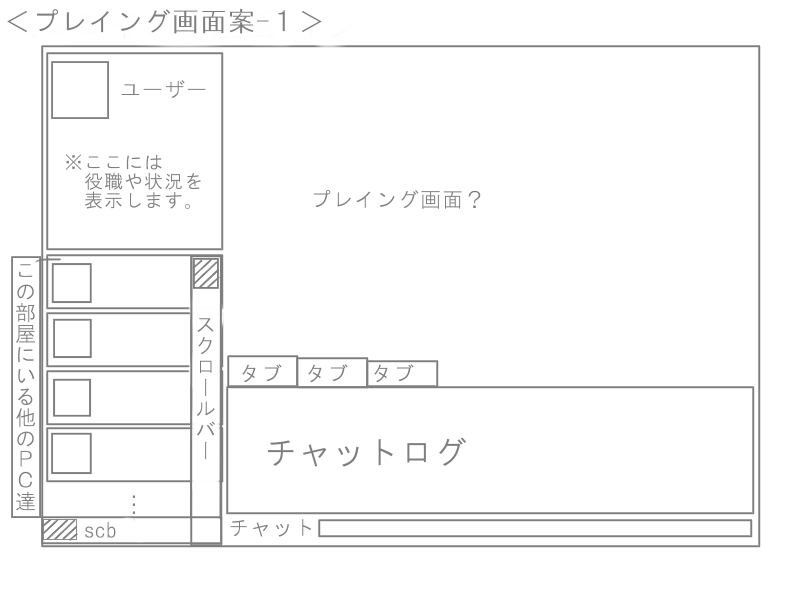 ＜プレイング画面案-１＞
ユーザー
※ここには
役職や状況を
表示します。
プレイング画面？
この部屋にいる他のＰＣ達
スクロールバー
タブ
タブ
タブ
チャットログ
⋮
scb
チャット